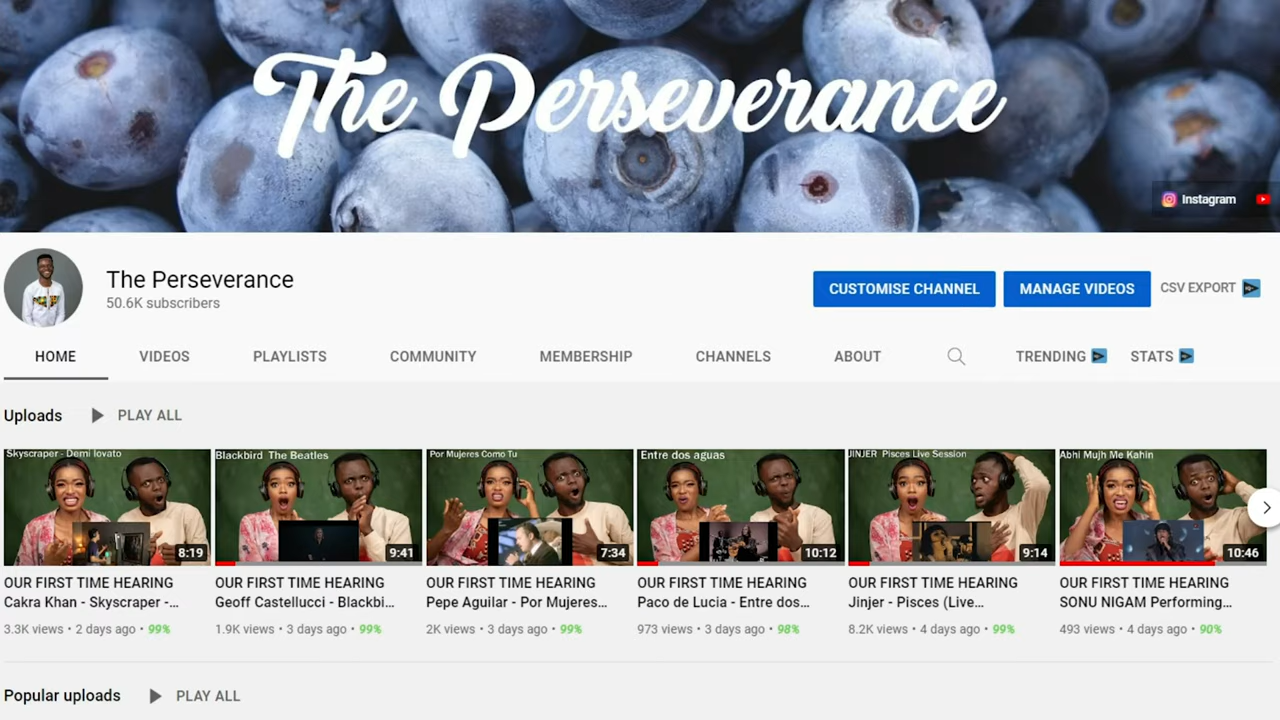 The Perseverance
Instagram
The Perseverance
50.6K subscribers
CUSTOMISE CHANNEL
MANAGE VIDEOS
CSV EXPORT
HOME
VIDEOS
PLAYLISTS
COMMUNITY
MEMBERSHIP
CHANNELS
ABOUT
TRENDING
STATS
Uploads
PLAY ALL
Skyscraper - Demi lovato
8:19
OUR FIRST TIME HEARING
Cakra Khan - Skyscraper -...
3.3K views • 2 days ago • 99%
Blackbird The Beatles
9:41
OUR FIRST TIME HEARING
Geoff Castellucci - Blackbi...
1.9K views • 3 days ago • 99%
Por Mujeres Como Tu
7:34
OUR FIRST TIME HEARING
Pepe Aguilar - Por Mujeres...
2K views • 3 days ago • 99%
Entre dos aguas
10:12
OUR FIRST TIME HEARING
Paco de Lucia - Entre dos...
973 views • 3 days ago • 98%
JINJER Pisces Live Session
9:14
OUR FIRST TIME HEARING
Jinjer - Pisces (Live...
8.2K views • 4 days ago • 99%
Abhi Mujh Me Kahin
10:46
OUR FIRST TIME HEARING
SONU NIGAM Performing...
493 views • 4 days ago • 90%
Popular uploads
PLAY ALL